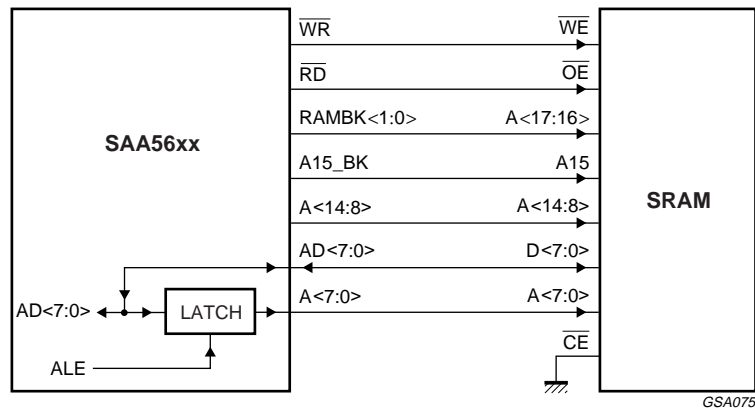 WR WE
RD OE
RAMBK<1:0> A<17:16>
SAA56xx
A15_BK A15
SRAM
A<14:8> A<14:8>
AD<7:0> D<7:0>
AD<7:0> LATCH A<7:0> A<7:0>
CE
ALE
GSA075